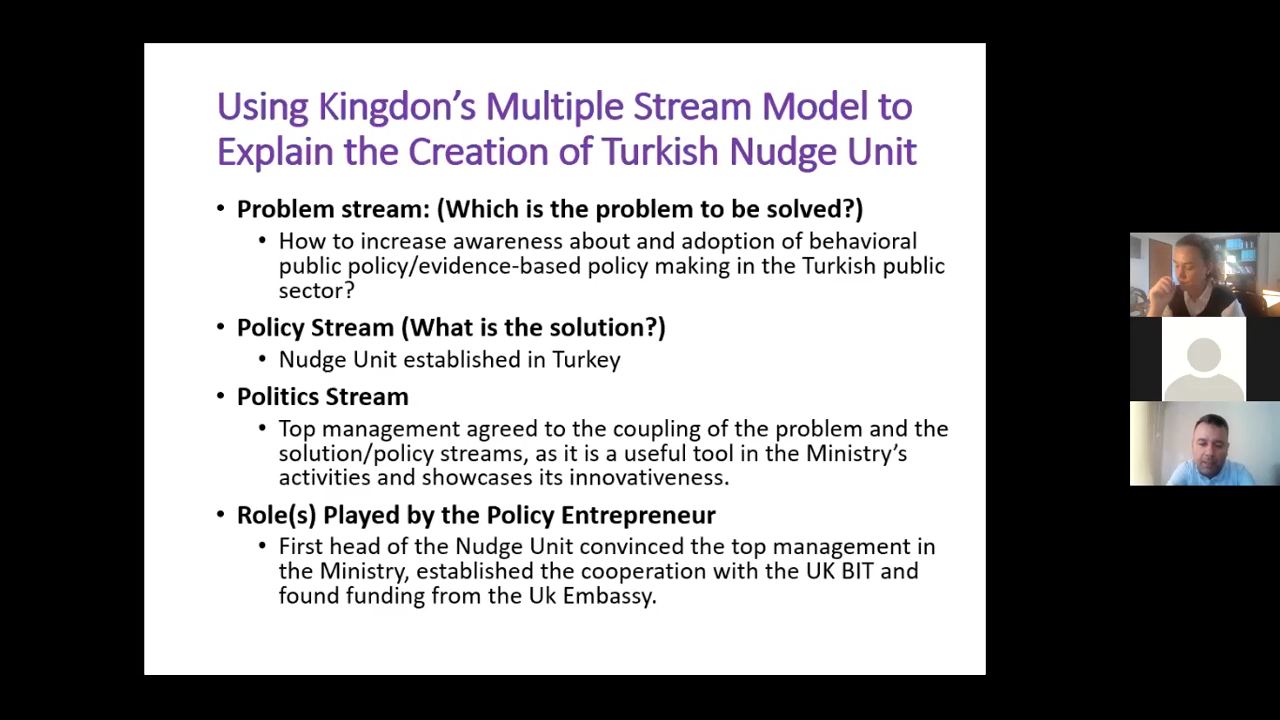 Using Kingdon's Multiple Stream Model to
Explain the Creation of Turkish Nudge Unit
• Problem stream: (Which is the problem to be solved?)
• How to increase awareness about and adoption of behavioral
public policy/evidence-based policy making in the Turkish public
sector?
• Policy Stream (What is the solution?)
• Nudge Unit established in Turkey
• Politics Stream
• Top management agreed to the coupling of the problem and the
solution/policy streams, as it is a useful tool in the Ministry's
activities and showcases its innovativeness.
• Role(s) Played by the Policy Entrepreneur
• First head of the Nudge Unit convinced the top management in
the Ministry, established the cooperation with the UK BIT and
found funding from the Uk Embassy.